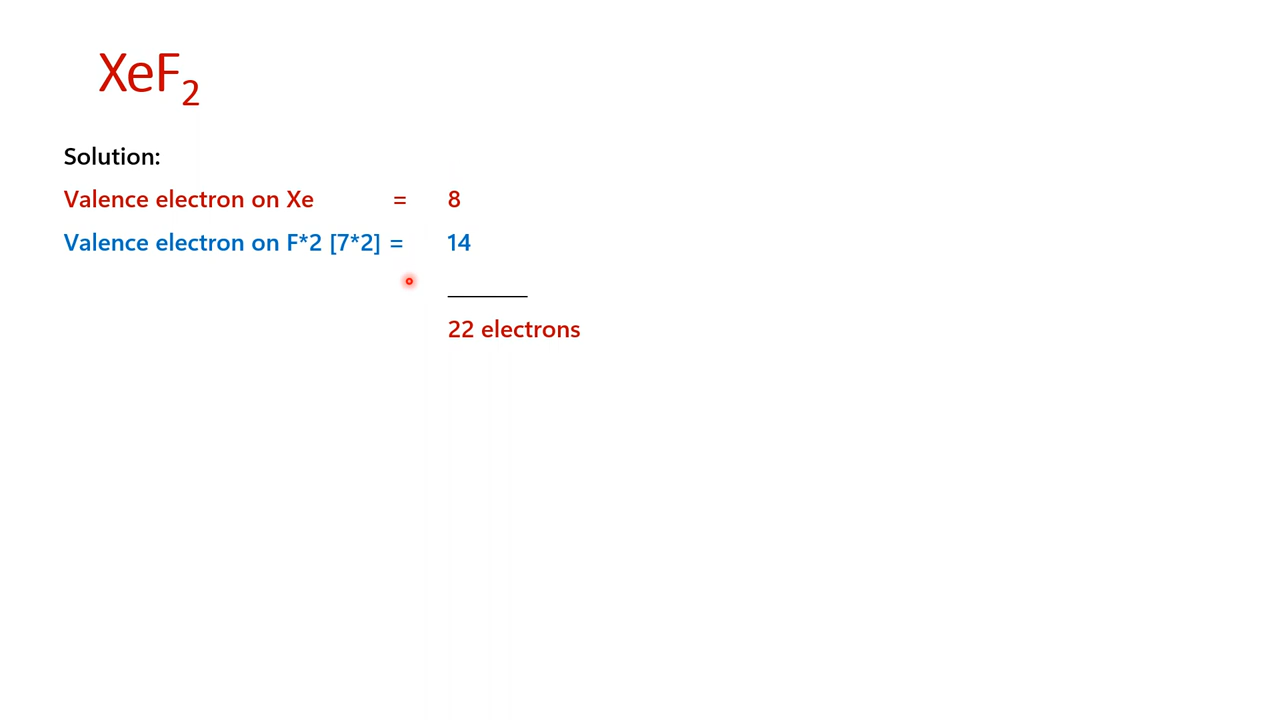 XeF₂
Solution:
Valence electron on Xe = 8
Valence electron on F*2 [7*2] = 14
22 electrons